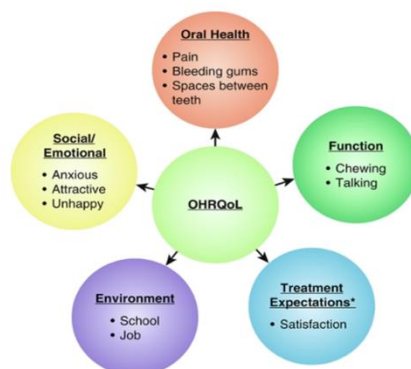 Oral Health
• Pain
• Bleeding gums
• Spaces between
teeth
Social/
Emotional
• Anxious
• Attractive
• Unhappy
Function
• Chewing
• Talking
OHRQoL
Environment
• School
• Job
Treatment
Expectations*
• Satisfaction